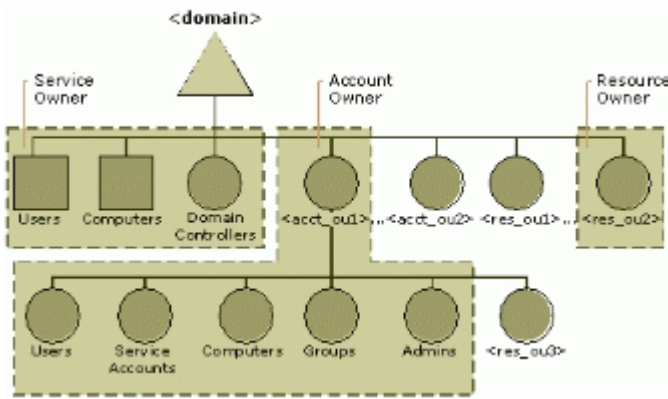 <domain>
Service
Owner
Account
Owner
Resource
Owner
Users
Computers
Domain
Controllers
<acct_ou1>...<acct_ou2>
<res_ou1>...<res_ou2>
Users
Service
Accounts
Computers
Groups
Admins
<res_ou3>